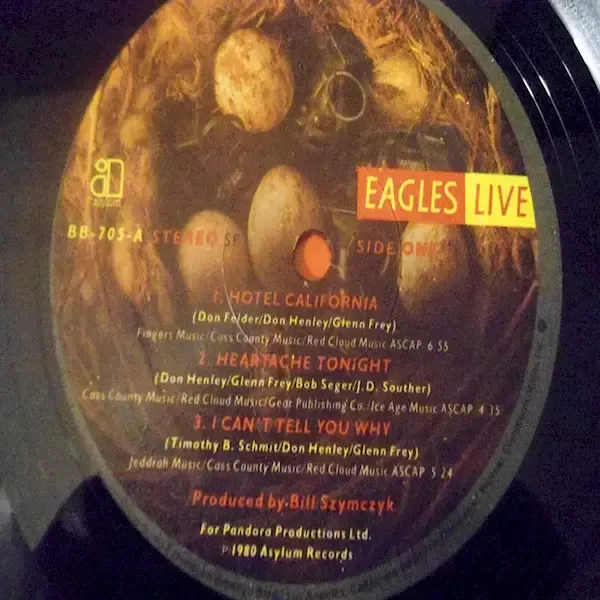 asylum
EAGLES LIVE
BB-705-A STEREO SP SIDE ONE
1. HOTEL CALIFORNIA
(Don Felder/Don Henley/Glenn Frey)
Fingers Music/Cass County Music/Red Cloud Music ASCAP 6:55
2. HEARTACHE TONIGHT
(Don Henley/Glenn Frey/Bob Seger/J.D. Souther)
Cass County Music/Red Cloud Music/Gear Publishing Co./Ice Age Music ASCAP 4:35
3. I CAN'T TELL YOU WHY
(Timothy B. Schmit/Don Henley/Glenn Frey)
Jeddrah Music/Cass County Music/Red Cloud Music ASCAP 5:24
Produced by Bill Szymczyk
For Pandora Productions Ltd.
℗ 1980 Asylum Records